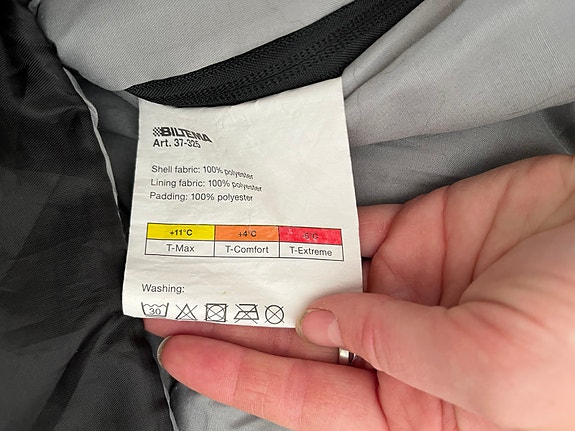 BILTEMA
Art. 37-325
Shell fabric: 100% polyester
Lining fabric: 100% polyester
Padding: 100% polyester
+11°C +4°C -5°C
T-Max T-Comfort T-Extreme
Washing:
30